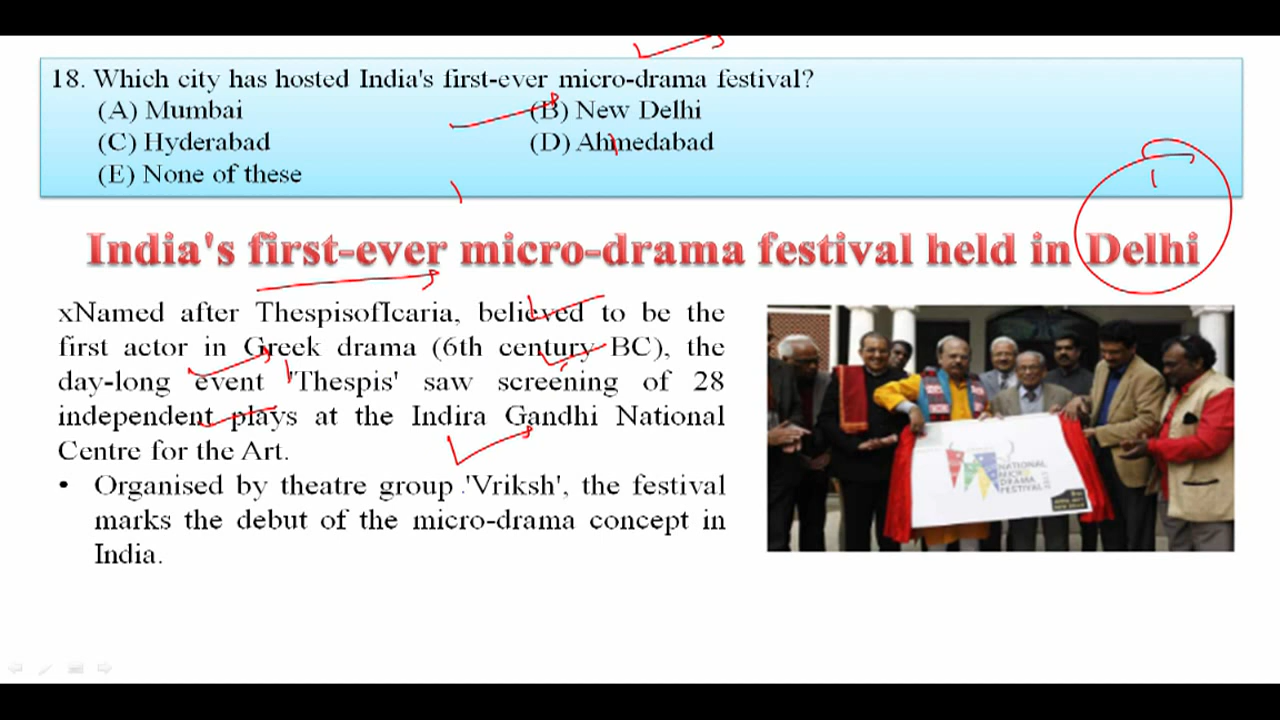 18. Which city has hosted India's first-ever micro-drama festival?
(A) Mumbai (B) New Delhi
(C) Hyderabad (D) Ahmedabad
(E) None of these
India's first-ever micro-drama festival held in Delhi
xNamed after ThespisofIcaria, believed to be the
first actor in Greek drama (6th century BC), the
day-long event 'Thespis' saw screening of 28
independent plays at the Indira Gandhi National
Centre for the Art.
• Organised by theatre group 'Vriksh', the festival
marks the debut of the micro-drama concept in
India.
NATIONAL
MICRO
DRAMA
FESTIVAL